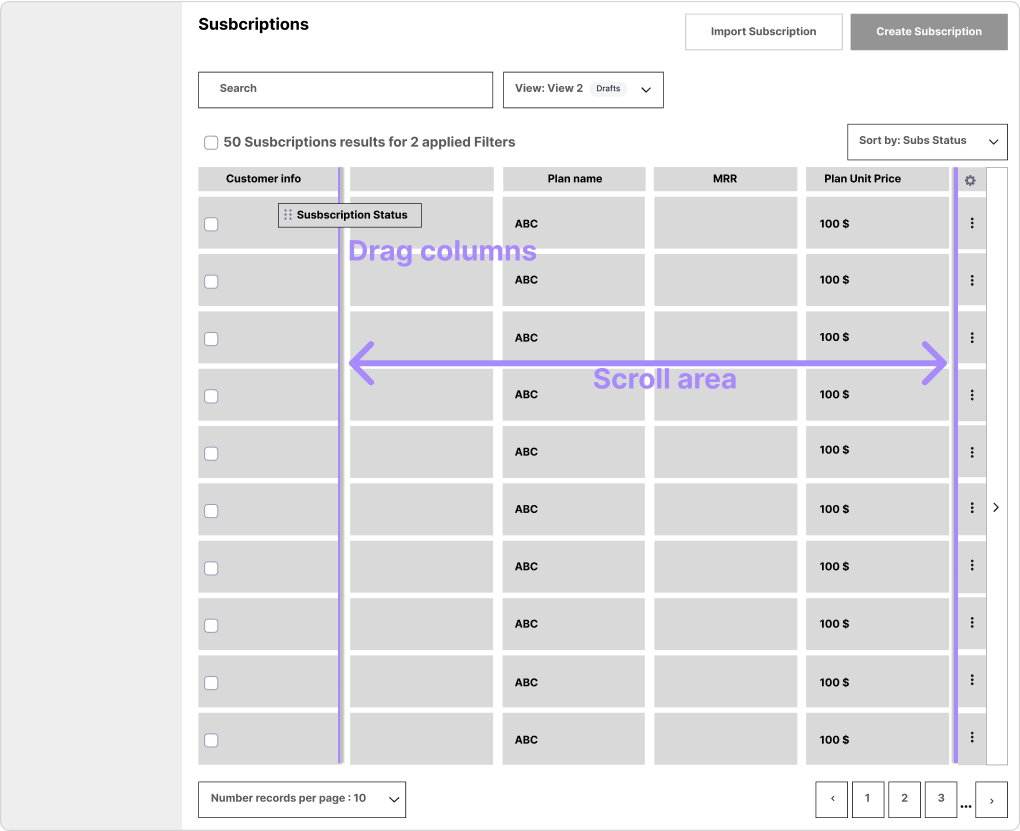 Susbcriptions
Import Subscription
Create Subscription
Search
View: View 2 Drafts
50 Susbcriptions results for 2 applied Filters
Sort by: Subs Status
Customer info Plan name MRR Plan Unit Price
Susbscription Status
ABC 100 $
Drag columns
ABC 100 $
ABC 100 $
Scroll area
ABC 100 $
ABC 100 $
ABC 100 $
ABC 100 $
ABC 100 $
ABC 100 $
ABC 100 $
Number records per page : 10
‹ 1 2 3 ... ›